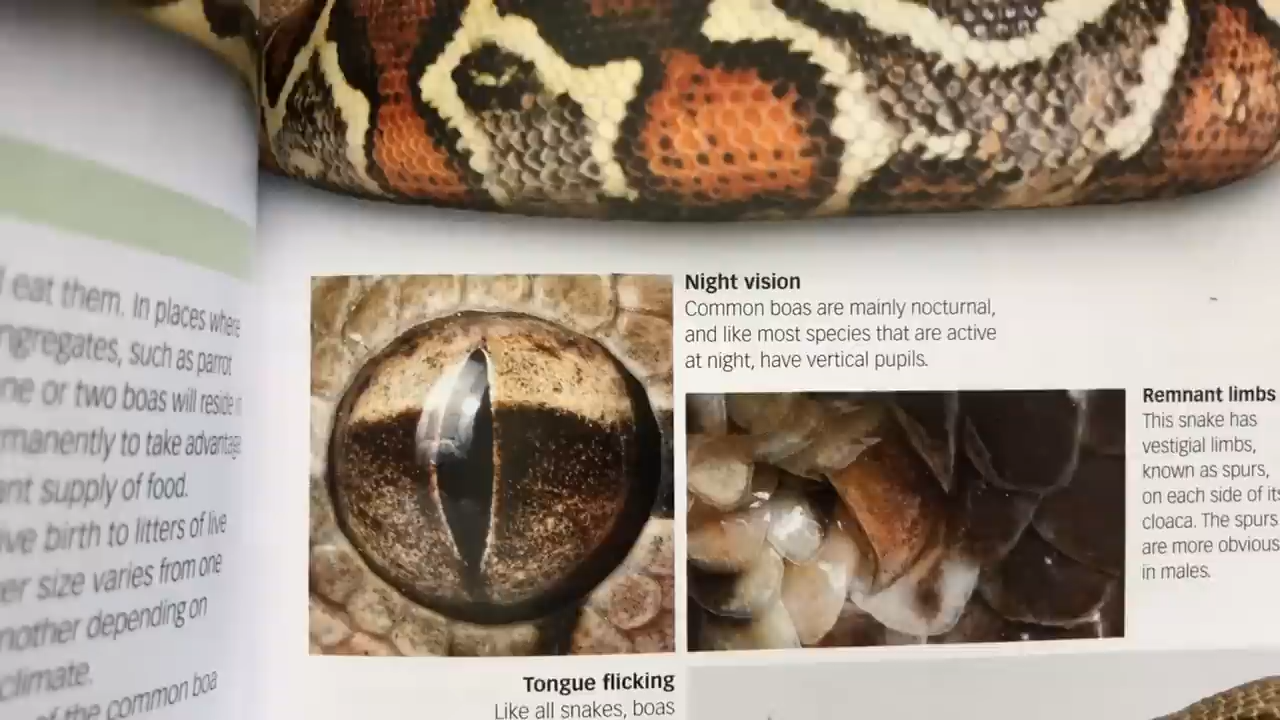 eat them. In places where
ngregates, such as parrot
ne or two boas will reside
manently to take advantage
ant supply of food.
ive birth to litters of live
er size varies from one
nother depending on
climate.
of the common boa
Night vision
Common boas are mainly nocturnal,
and like most species that are active
at night, have vertical pupils.
Remnant limbs
This snake has
vestigial limbs,
known as spurs,
on each side of its
cloaca. The spurs
are more obvious
in males.
Tongue flicking
Like all snakes, boas